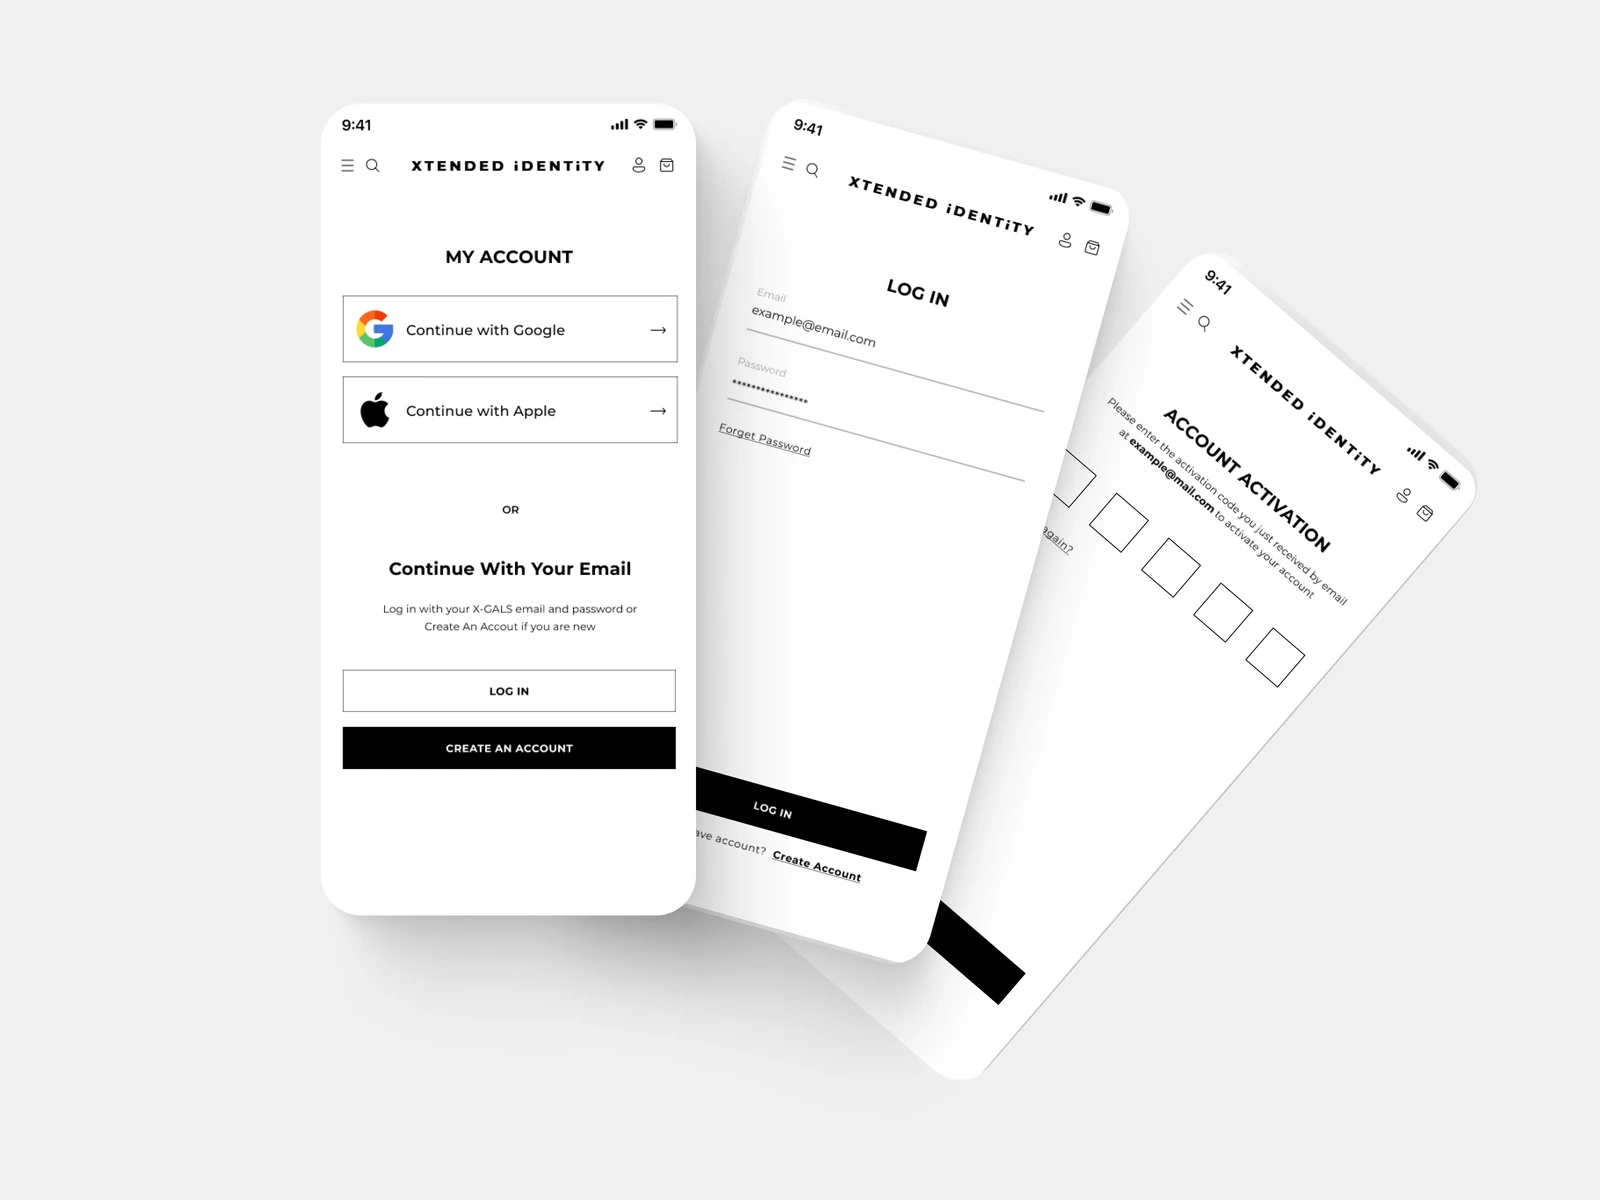 9:41
XTENDED iDENTiTY
MY ACCOUNT
Continue with Google
Continue with Apple
OR
Continue With Your Email
Log in with your X-GALS email and password or
Create An Accout if you are new
LOG IN
CREATE AN ACCOUNT
9:41
XTENDED iDENTiTY
LOG IN
Email
example@email.com
Password
****************
Forget Password
LOG IN
account? Create Account
9:41
XTENDED iDENTiTY
ACCOUNT ACTIVATION
Please enter the activation code you just received by email
at example@mail.com to activate your account
again?